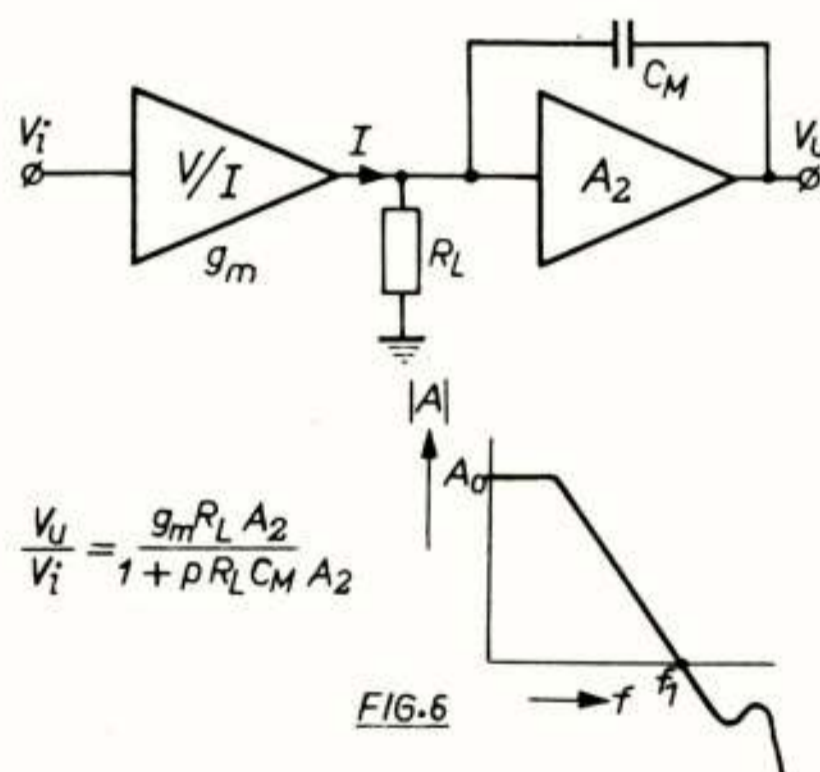 C_M
V_i
V/I
I
A_2
V_u
g_m
R_L
|A|
A_0
V_u/V_i = g_m R_L A_2 / 1 + p R_L C_M A_2
f
f_1
FIG.6